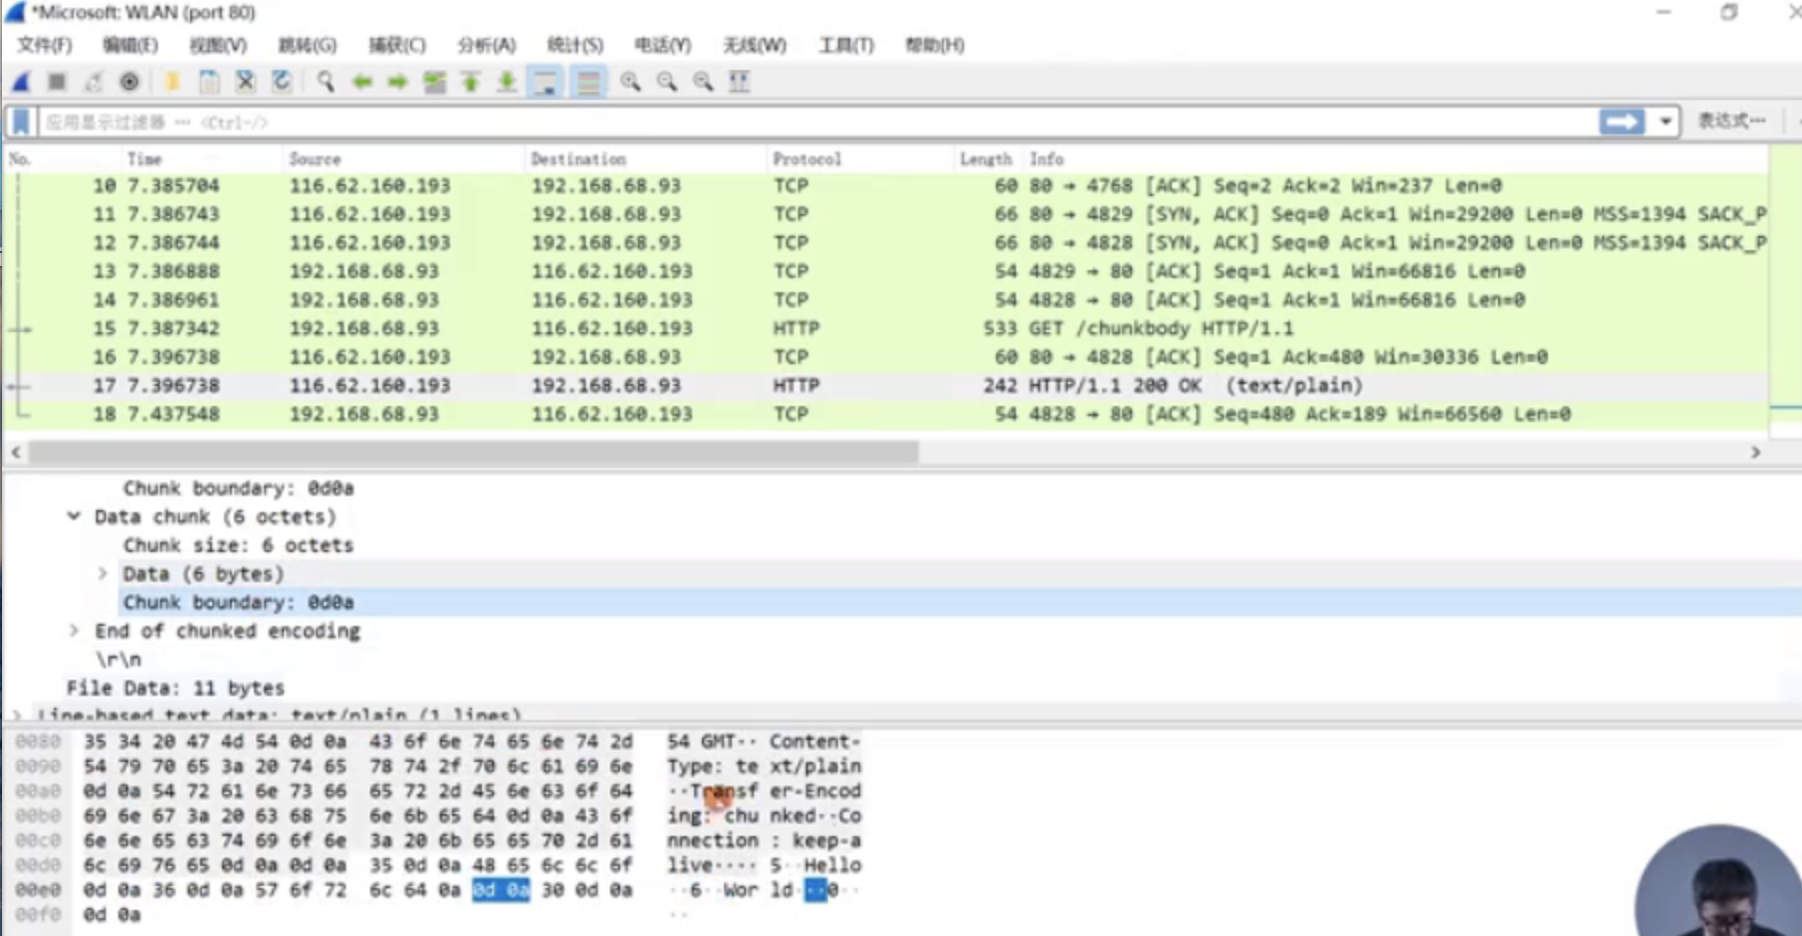 *Microsoft: WLAN (port 80)
文件(F) 编辑(E) 视图(V) 跳转(G) 捕获(C) 分析(A) 统计(S) 电话(Y) 无线(W) 工具(T) 帮助(H)
应用显示过滤器 … <Ctrl-/> 表达式…
No. Time Source Destination Protocol Length Info
10 7.385704 116.62.160.193 192.168.68.93 TCP 60 80 → 4768 [ACK] Seq=2 Ack=2 Win=237 Len=0
11 7.386743 116.62.160.193 192.168.68.93 TCP 66 80 → 4829 [SYN, ACK] Seq=0 Ack=1 Win=29200 Len=0 MSS=1394 SACK_P
12 7.386744 116.62.160.193 192.168.68.93 TCP 66 80 → 4828 [SYN, ACK] Seq=0 Ack=1 Win=29200 Len=0 MSS=1394 SACK_P
13 7.386888 192.168.68.93 116.62.160.193 TCP 54 4829 → 80 [ACK] Seq=1 Ack=1 Win=66816 Len=0
14 7.386961 192.168.68.93 116.62.160.193 TCP 54 4828 → 80 [ACK] Seq=1 Ack=1 Win=66816 Len=0
15 7.387342 192.168.68.93 116.62.160.193 HTTP 533 GET /chunkbody HTTP/1.1
16 7.396738 116.62.160.193 192.168.68.93 TCP 60 80 → 4828 [ACK] Seq=1 Ack=480 Win=30336 Len=0
17 7.396738 116.62.160.193 192.168.68.93 HTTP 242 HTTP/1.1 200 OK (text/plain)
18 7.437548 192.168.68.93 116.62.160.193 TCP 54 4828 → 80 [ACK] Seq=480 Ack=189 Win=66560 Len=0
Chunk boundary: 0d0a
Data chunk (6 octets)
Chunk size: 6 octets
Data (6 bytes)
Chunk boundary: 0d0a
End of chunked encoding
\r\n
File Data: 11 bytes
Line-based text data: text/plain (1 lines)
0080 35 34 20 47 4d 54 0d 0a 43 6f 6e 74 65 6e 74 2d 54 GMT·· Content-
0090 54 79 70 65 3a 20 74 65 78 74 2f 70 6c 61 69 6e Type: te xt/plain
00a0 0d 0a 54 72 61 6e 73 66 65 72 2d 45 6e 63 6f 64 ··Transf er-Encod
00b0 69 6e 67 3a 20 63 68 75 6e 6b 65 64 0d 0a 43 6f ing: chu nked··Co
00c0 6e 6e 65 63 74 69 6f 6e 3a 20 6b 65 65 70 2d 61 nnection : keep-a
00d0 6c 69 76 65 0d 0a 0d 0a 35 0d 0a 48 65 6c 6c 6f live···· 5··Hello
00e0 0d 0a 36 0d 0a 57 6f 72 6c 64 0a 0d 0a 30 0d 0a ··6··Wor ld···0··
00f0 0d 0a ··